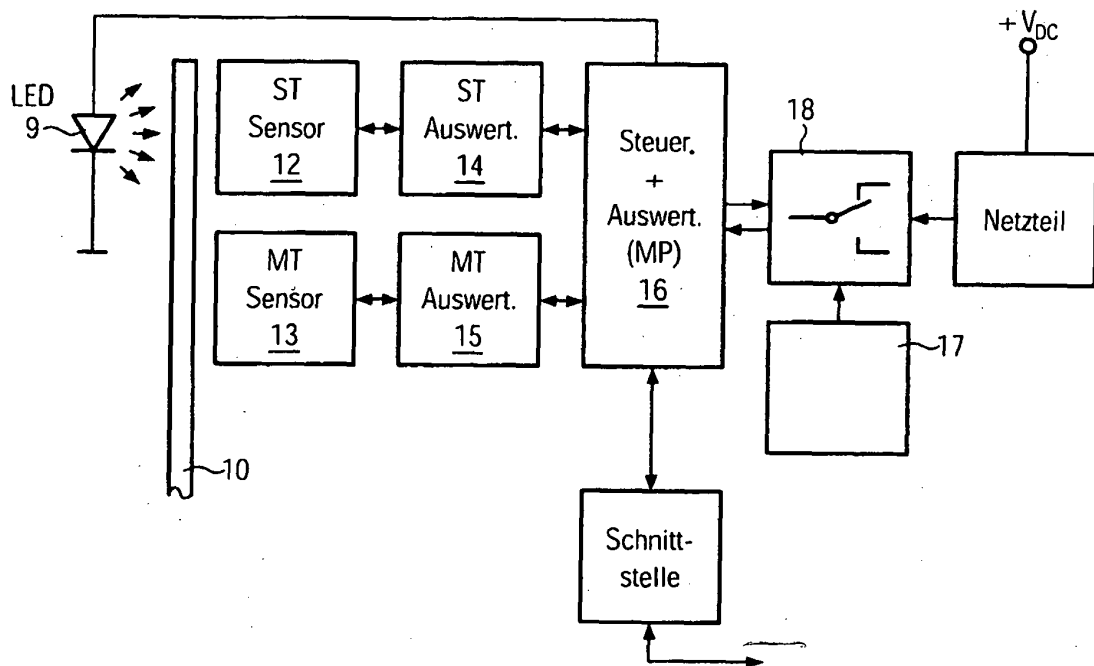 + V_DC
LED
9
ST
Sensor
12
ST
Auswert.
14
Steuer.
+
Auswert.
(MP)
16
18
Netzteil
MT
Sensor
13
MT
Auswert.
15
17
10
Schnitt-
stelle